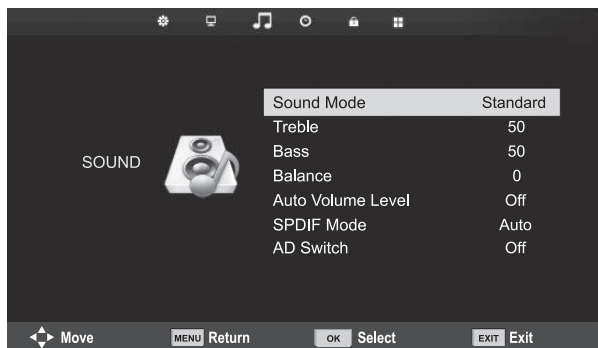 Sound Mode Standard
Treble 50
Bass 50
SOUND
Balance 0
Auto Volume Level Off
SPDIF Mode Auto
AD Switch Off
Move MENU Return OK Select EXIT Exit